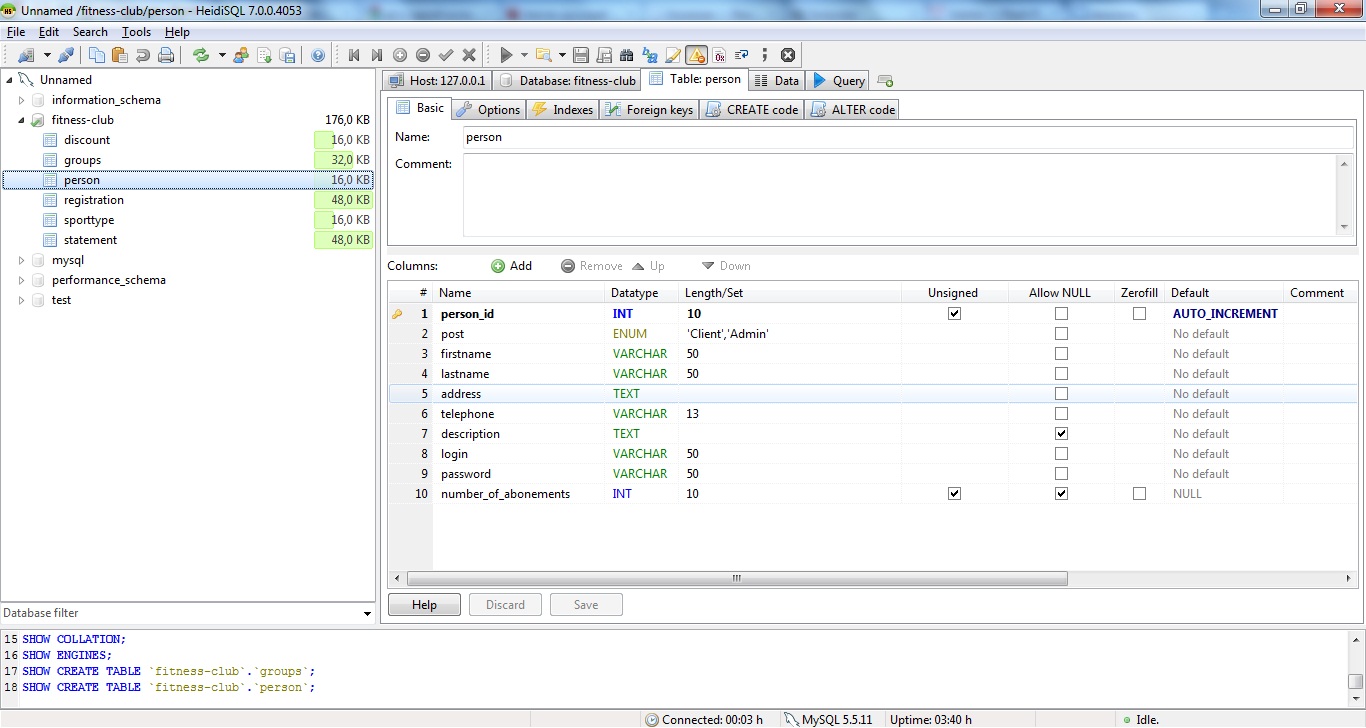 Unnamed /fitness-club/person - HeidiSQL 7.0.0.4053
File Edit Search Tools Help
Unnamed
information_schema
fitness-club 176,0 KB
discount 16,0 KB
groups 32,0 KB
person 16,0 KB
registration 48,0 KB
sporttype 16,0 KB
statement 48,0 KB
mysql
performance_schema
test
Database filter
Host: 127.0.0.1 Database: fitness-club Table: person Data Query
Basic Options Indexes Foreign keys CREATE code ALTER code
Name: person
Comment:
Columns: Add Remove Up Down
# Name Datatype Length/Set Unsigned Allow NULL Zerofill Default Comment
1 person_id INT 10 AUTO_INCREMENT
2 post ENUM 'Client','Admin' No default
3 firstname VARCHAR 50 No default
4 lastname VARCHAR 50 No default
5 address TEXT No default
6 telephone VARCHAR 13 No default
7 description TEXT No default
8 login VARCHAR 50 No default
9 password VARCHAR 50 No default
10 number_of_abonements INT 10 NULL
Help Discard Save
15 SHOW COLLATION;
16 SHOW ENGINES;
17 SHOW CREATE TABLE `fitness-club`.`groups`;
18 SHOW CREATE TABLE `fitness-club`.`person`;
Connected: 00:03 h MySQL 5.5.11 Uptime: 03:40 h Idle.